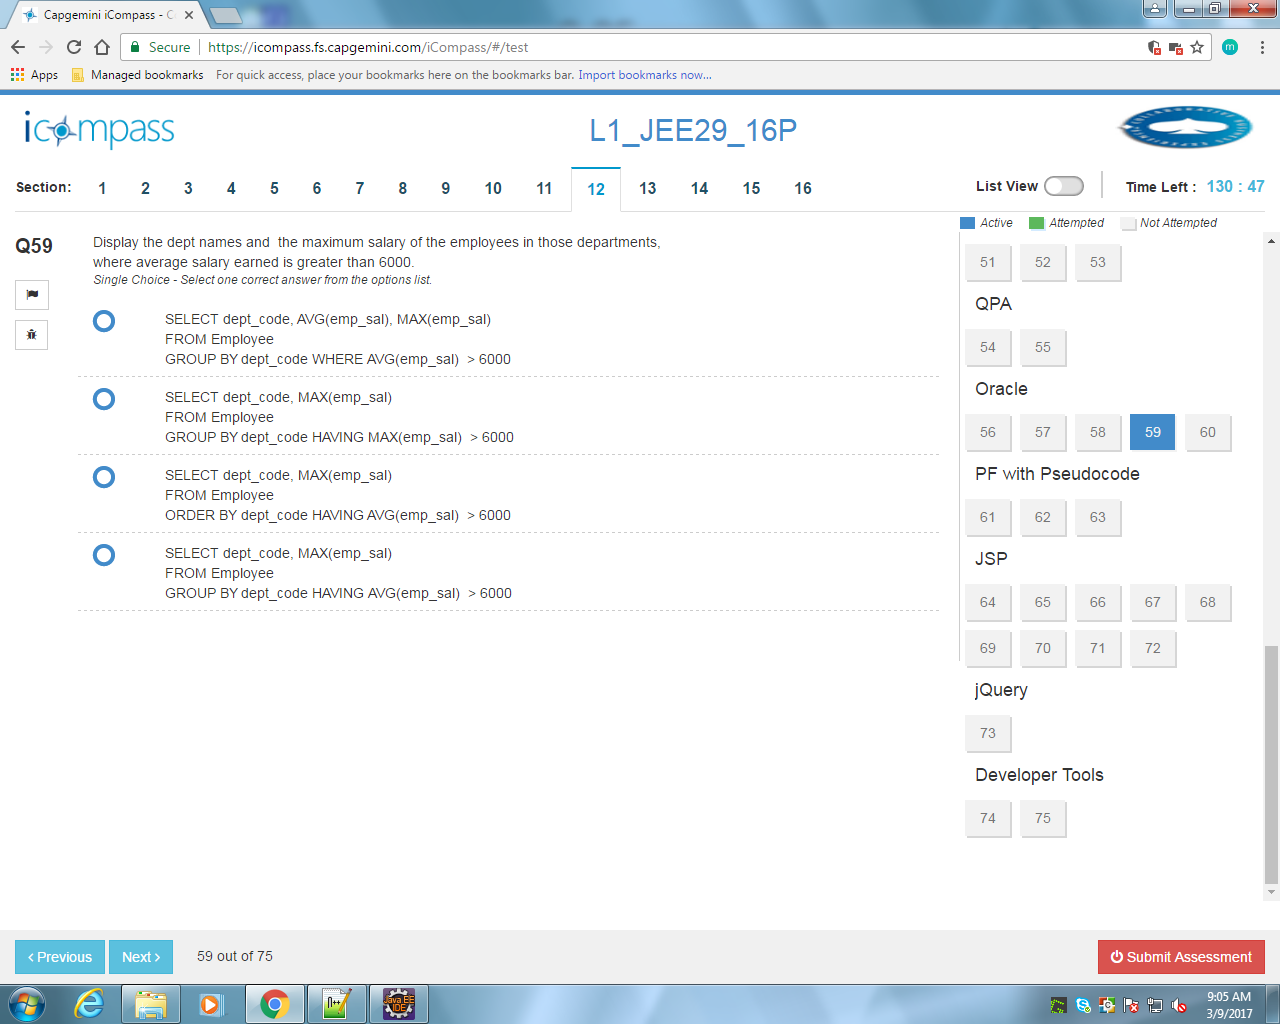 Capgemini iCompass - C
Secure
https://icompass.fs.capgemini.com/iCompass/#/test
m
Apps
Managed bookmarks
For quick access, place your bookmarks here on the bookmarks bar. Import bookmarks now...
icompass
L1_JEE29_16P
Section: 1 2 3 4 5 6 7 8 9 10 11 12 13 14 15 16
List View
Time Left : 130 : 47
Active Attempted Not Attempted
Q59
Display the dept names and the maximum salary of the employees in those departments,
where average salary earned is greater than 6000.
Single Choice - Select one correct answer from the options list.
SELECT dept_code, AVG(emp_sal), MAX(emp_sal)
FROM Employee
GROUP BY dept_code WHERE AVG(emp_sal) > 6000
SELECT dept_code, MAX(emp_sal)
FROM Employee
GROUP BY dept_code HAVING MAX(emp_sal) > 6000
SELECT dept_code, MAX(emp_sal)
FROM Employee
ORDER BY dept_code HAVING AVG(emp_sal) > 6000
SELECT dept_code, MAX(emp_sal)
FROM Employee
GROUP BY dept_code HAVING AVG(emp_sal) > 6000
51 52 53
QPA
54 55
Oracle
56 57 58 59 60
PF with Pseudocode
61 62 63
JSP
64 65 66 67 68
69 70 71 72
jQuery
73
Developer Tools
74 75
‹ Previous
Next ›
59 out of 75
Submit Assessment
N++
Java EE
IDE
9:05 AM
3/9/2017